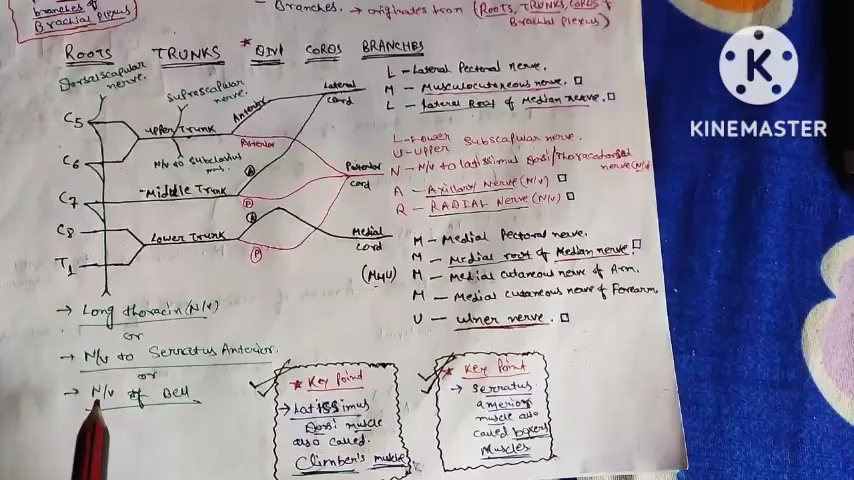 branches of
Brachial plexus
- Branches. → originates from (ROOTS, TRUNKS, CORDS &
Brachial plexus)
ROOTS TRUNKS *DIVI CORDS BRANCHES
Dorsalscapular
nerve.
Suprascapular
nerve.
C5
C6
C7
C8
T1
upper Trunk
N/v to Subclavius
mus.
Middle Trunk
Lower Trunk
Anterior
Posterior
A
P
A
P
Lateral
cord
Posterior
cord
Medial
cord
(M4U)
L - Lateral Pectoral nerve.
M - Musculocutaneous nerve.
L - Lateral Root of Median nerve.
L - Lower
U - upper Subscapular nerve.
N - N/v to latissimus Dorsi/Thoracodorsal
nerve (N/v)
A - Axillary Nerve (N/v)
R - RADIAL Nerve (N/v)
M - Medial Pectoral nerve.
M - Medial root of Median nerve.
M - Medial cutaneous nerve of Arm.
M - Medial cutaneous nerve of Forearm.
U - ulner nerve.
→ Long thoracin (N/v)
or
→ N/v to Serratus Anterior.
or
→ N/v of Bell
* Key Point
→ Latissimus
Dorsi muscle
also called.
Climber's muscle.
* Key Point
→ Serratus
anterior
muscle also
called boxers
Muscles
K
KINEMASTER